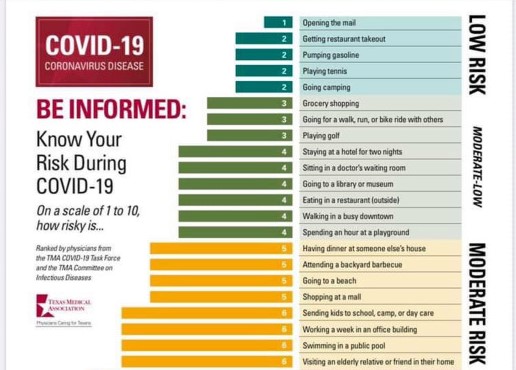 COVID-19
CORONAVIRUS DISEASE
BE INFORMED:
Know Your
Risk During
COVID-19
On a scale of 1 to 10,
how risky is...
Ranked by physicians from
the TMA COVID-19 Task Force
and the TMA Committee on
Infectious Diseases
TEXAS MEDICAL
ASSOCIATION
Physicians Caring for Texans
1 Opening the mail
2 Getting restaurant takeout
2 Pumping gasoline
2 Playing tennis
2 Going camping
3 Grocery shopping
3 Going for a walk, run, or bike ride with others
3 Playing golf
4 Staying at a hotel for two nights
4 Sitting in a doctor's waiting room
4 Going to a library or museum
4 Eating in a restaurant (outside)
4 Walking in a busy downtown
4 Spending an hour at a playground
5 Having dinner at someone else's house
5 Attending a backyard barbecue
5 Going to a beach
5 Shopping at a mall
6 Sending kids to school, camp, or day care
6 Working a week in an office building
6 Swimming in a public pool
6 Visiting an elderly relative or friend in their home
LOW RISK
MODERATE-LOW
MODERATE RISK